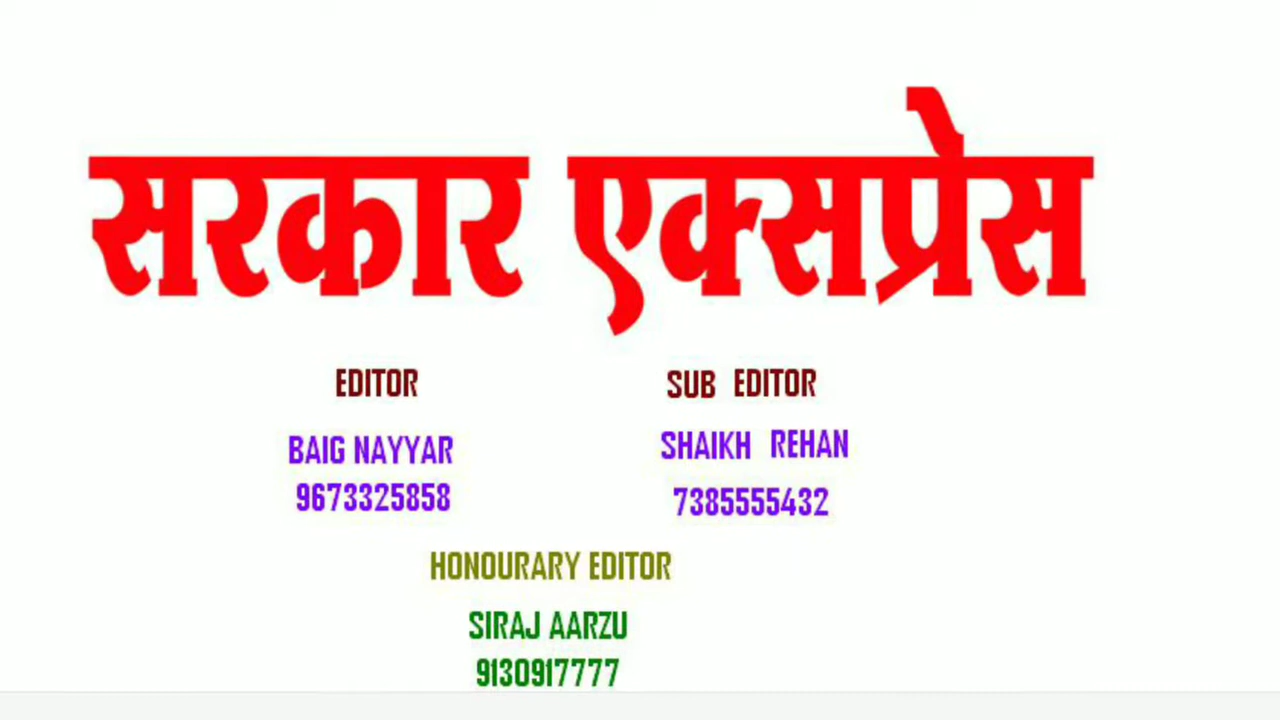 सरकार एक्सप्रेस
EDITOR SUB EDITOR
BAIG NAYYAR SHAIKH REHAN
9673325858 7385555432
HONOURARY EDITOR
SIRAJ AARZU
9130917777